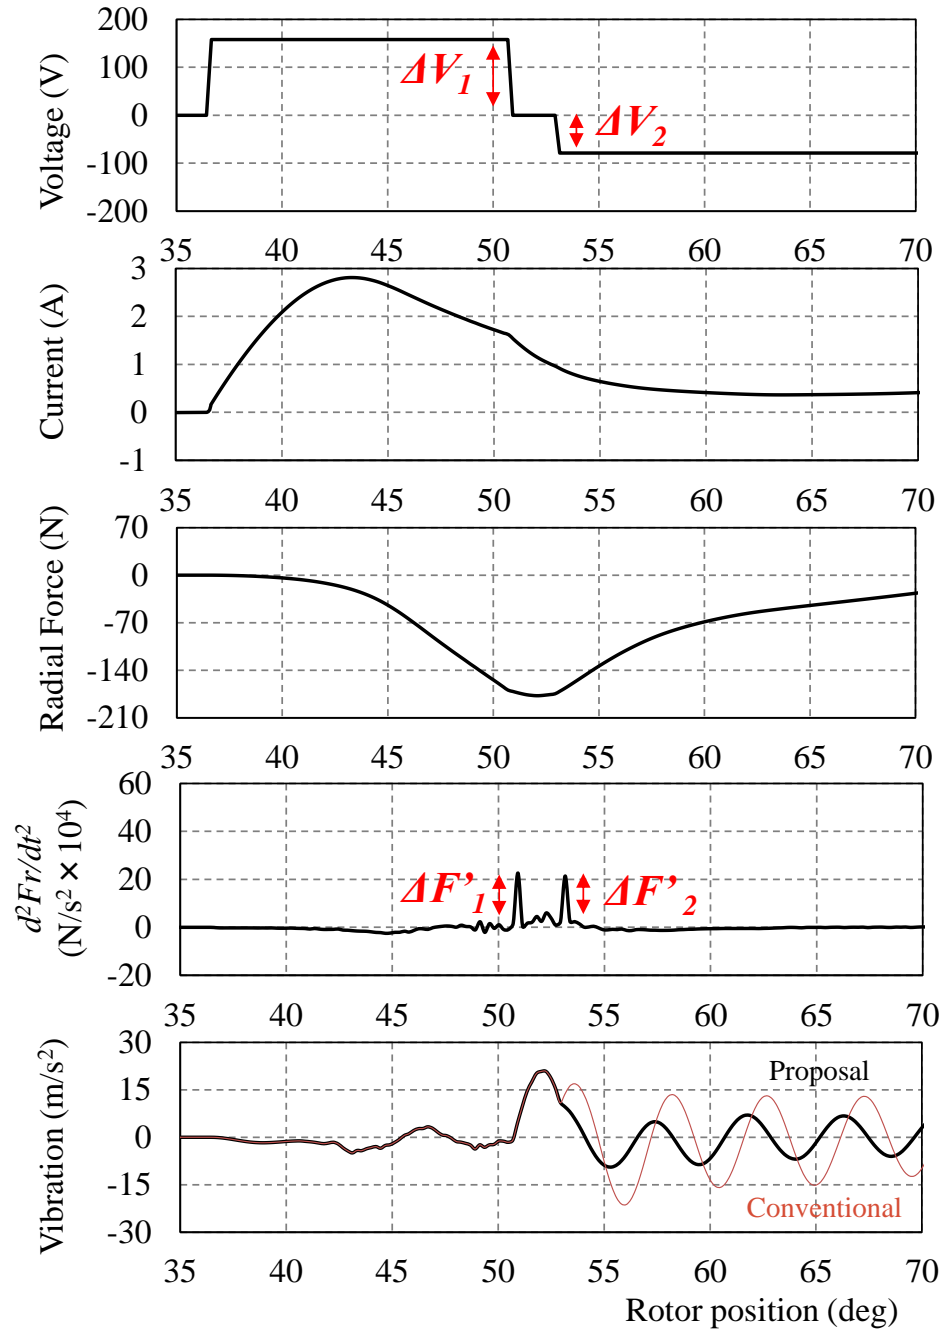 200
100
0
-100
-200
Voltage (V)
ΔV1
ΔV2
35 40 45 50 55 60 65 70
3
2
1
0
-1
Current (A)
35 40 45 50 55 60 65 70
70
0
-70
-140
-210
Radial Force (N)
35 40 45 50 55 60 65 70
60
40
20
0
-20
d²Fr/dt²
(N/s² × 10⁴)
ΔF’1
ΔF’2
35 40 45 50 55 60 65 70
30
15
0
-15
-30
Vibration (m/s²)
Proposal
Conventional
35 40 45 50 55 60 65 70
Rotor position (deg)